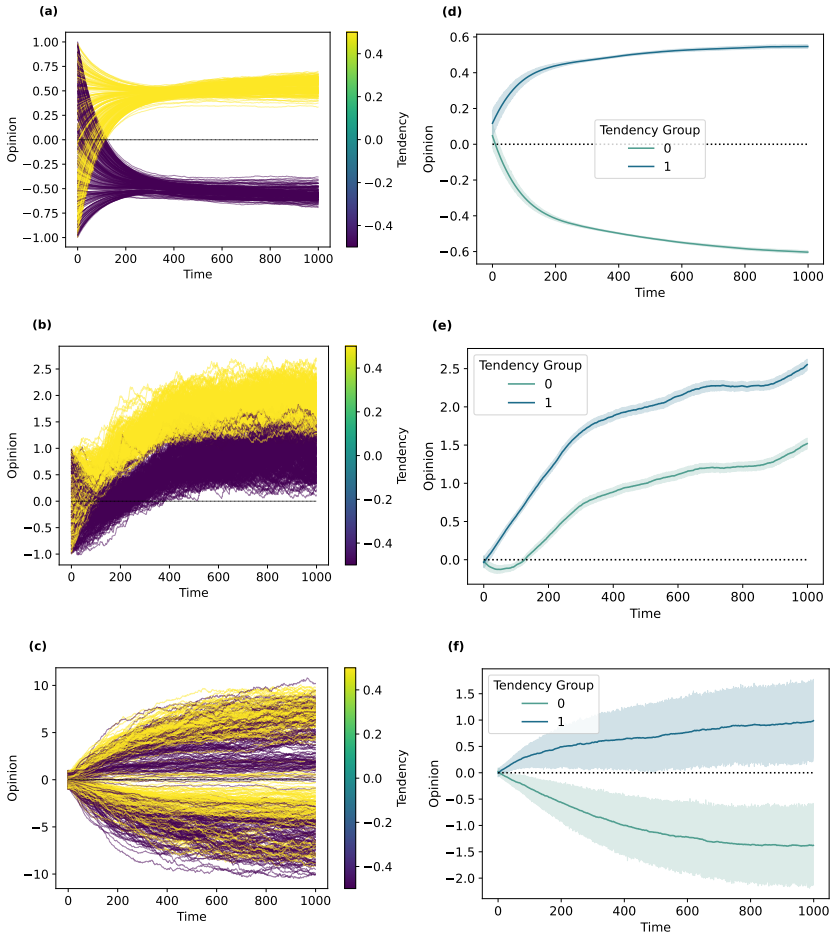 (a)
1.00
0.75
0.50
0.25
0.00
−0.25
−0.50
−0.75
−1.00
Opinion
0 200 400 600 800 1000
Time
0.4
0.2
0.0
−0.2
−0.4
Tendency
(d)
0.6
0.4
0.2
0.0
−0.2
−0.4
−0.6
Opinion
Tendency Group
0
1
0 200 400 600 800 1000
Time
(b)
2.5
2.0
1.5
1.0
0.5
0.0
−0.5
−1.0
Opinion
0 200 400 600 800 1000
Time
0.4
0.2
0.0
−0.2
−0.4
Tendency
(e)
2.5
2.0
1.5
1.0
0.5
0.0
Opinion
Tendency Group
0
1
0 200 400 600 800 1000
Time
(c)
10
5
0
−5
−10
Opinion
0 200 400 600 800 1000
Time
0.4
0.2
0.0
−0.2
−0.4
Tendency
(f)
1.5
1.0
0.5
0.0
−0.5
−1.0
−1.5
−2.0
Opinion
Tendency Group
0
1
0 200 400 600 800 1000
Time